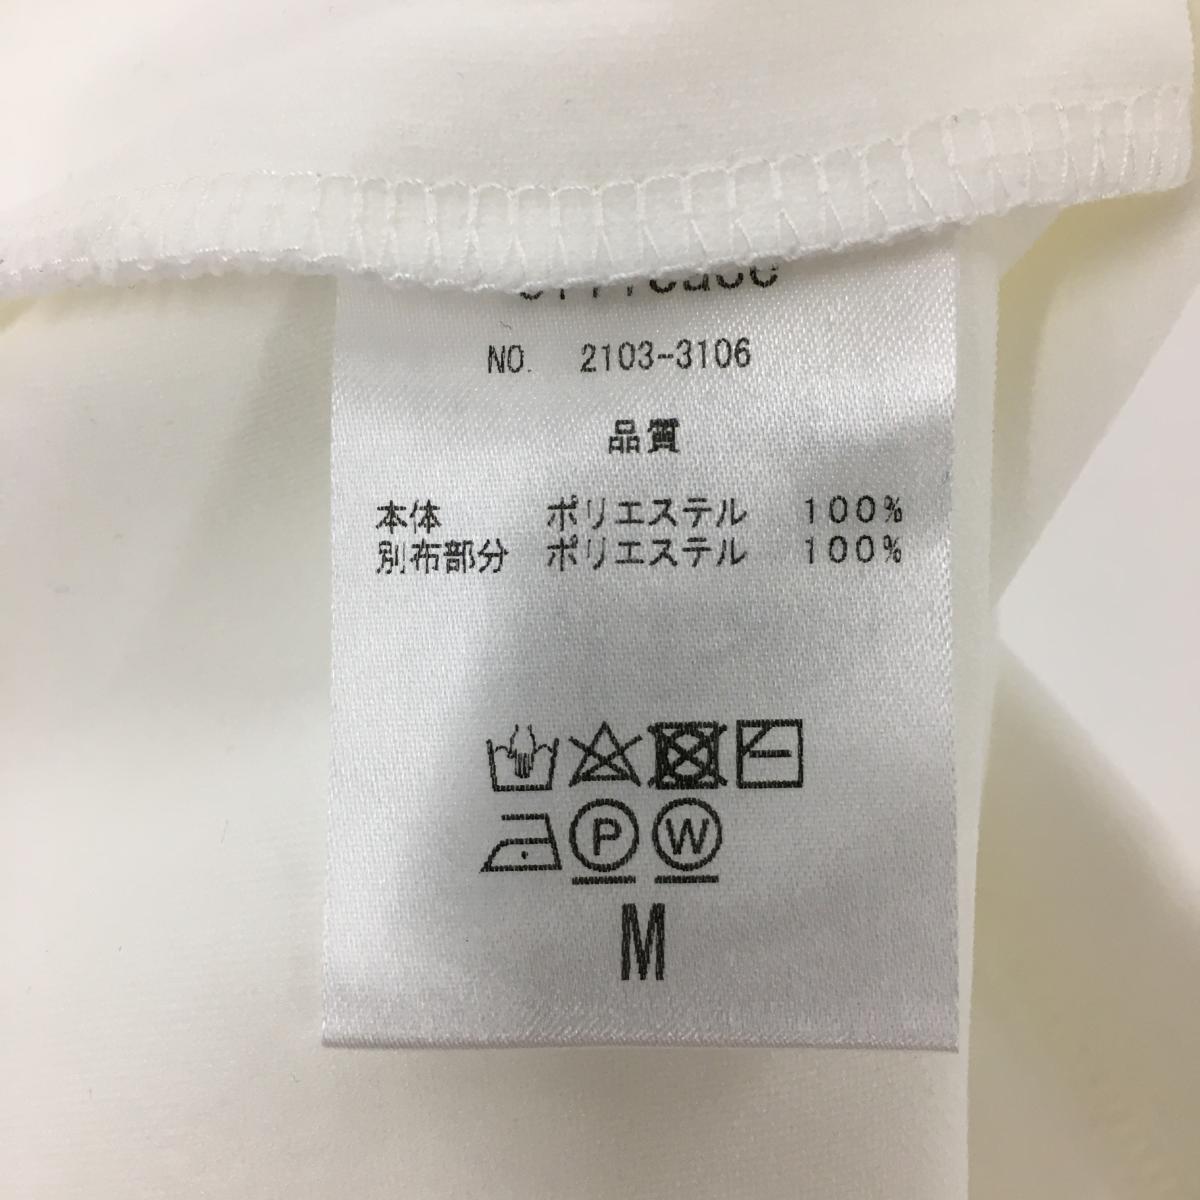 NO. 2103-3106
品質
本体 ポリエステル 100%
別布部分 ポリエステル 100%
P W
M